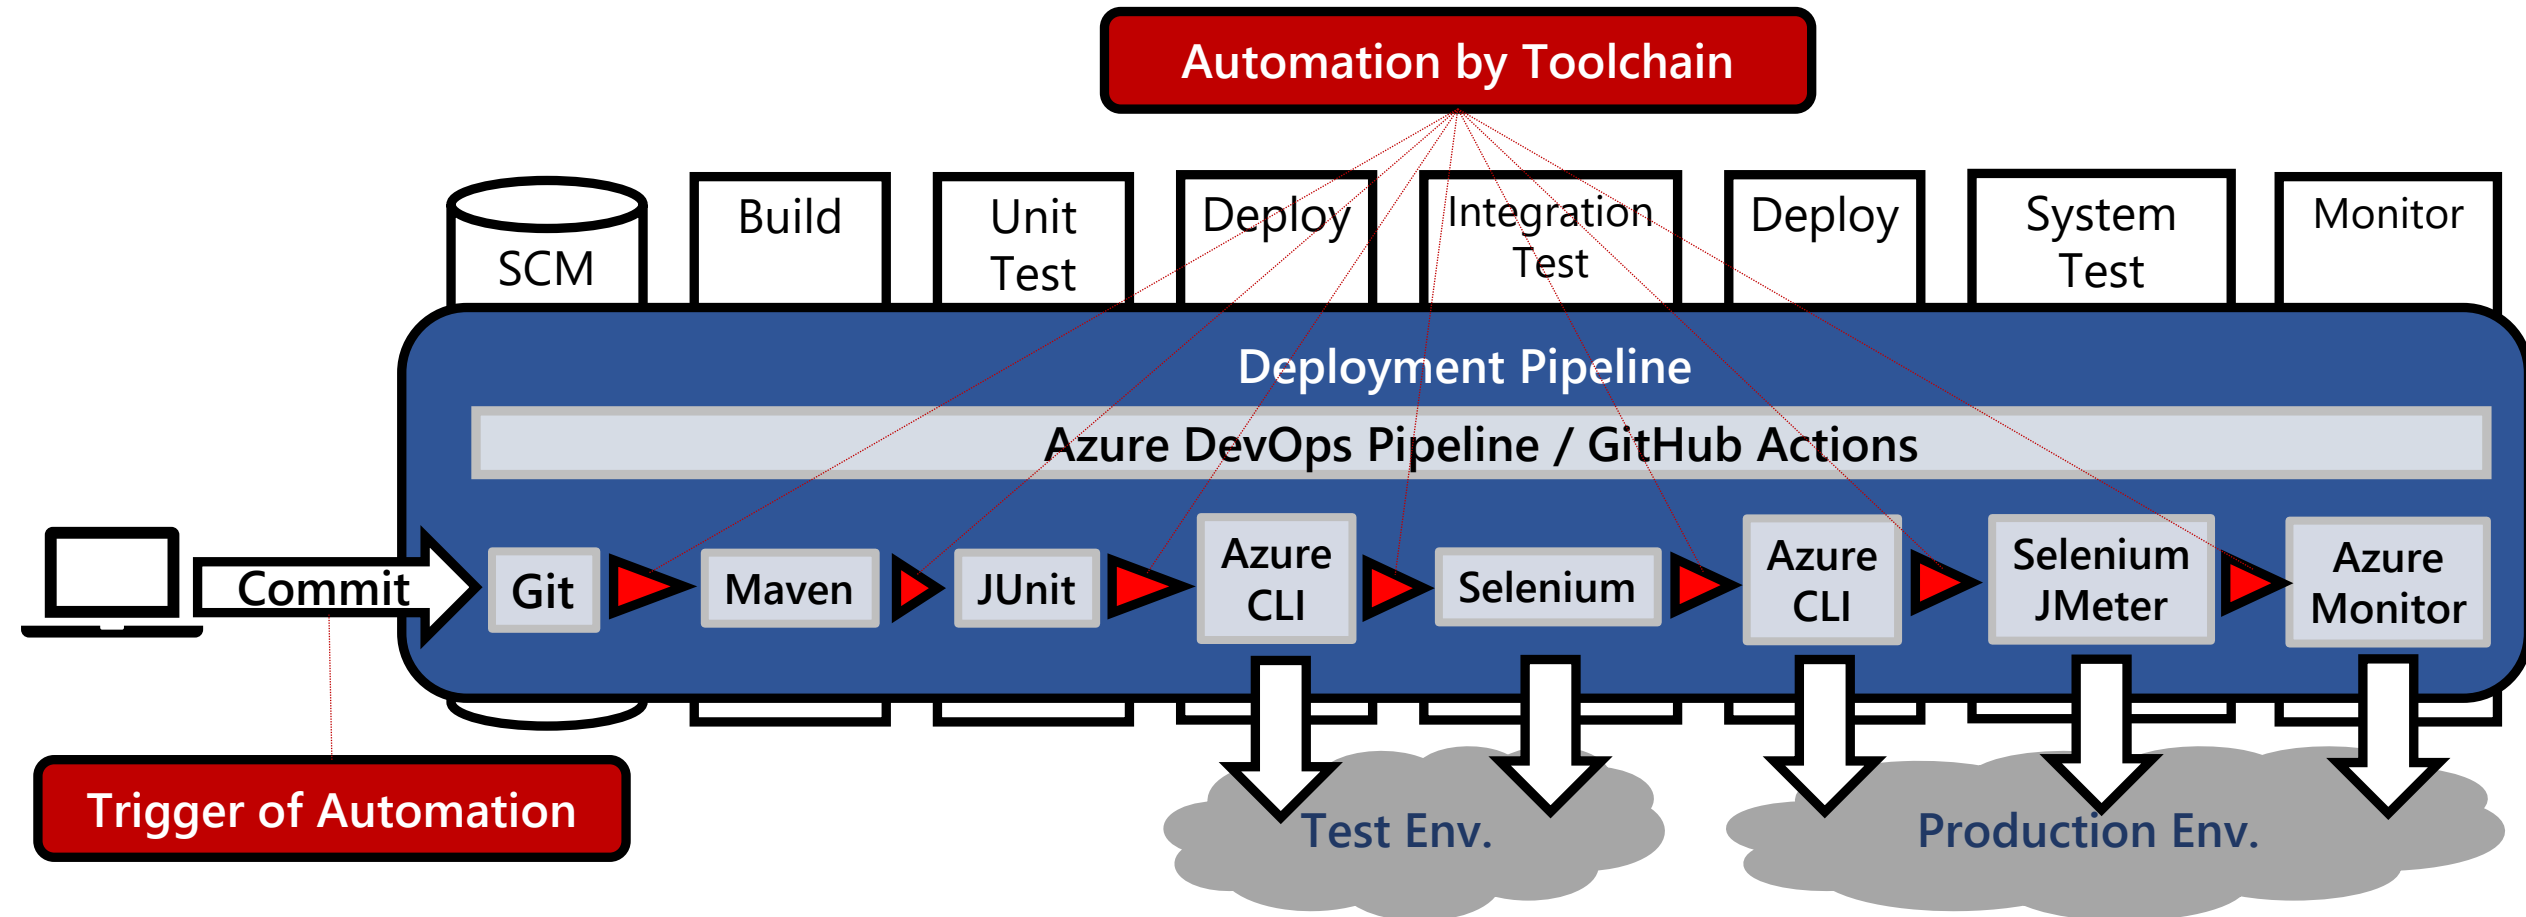 Automation by Toolchain
SCM
Build
Unit
Test
Deploy
Integration
Test
Deploy
System
Test
Monitor
Deployment Pipeline
Azure DevOps Pipeline / GitHub Actions
Commit
Git
Maven
JUnit
Azure
CLI
Selenium
Azure
CLI
Selenium
JMeter
Azure
Monitor
Trigger of Automation
Test Env.
Production Env.